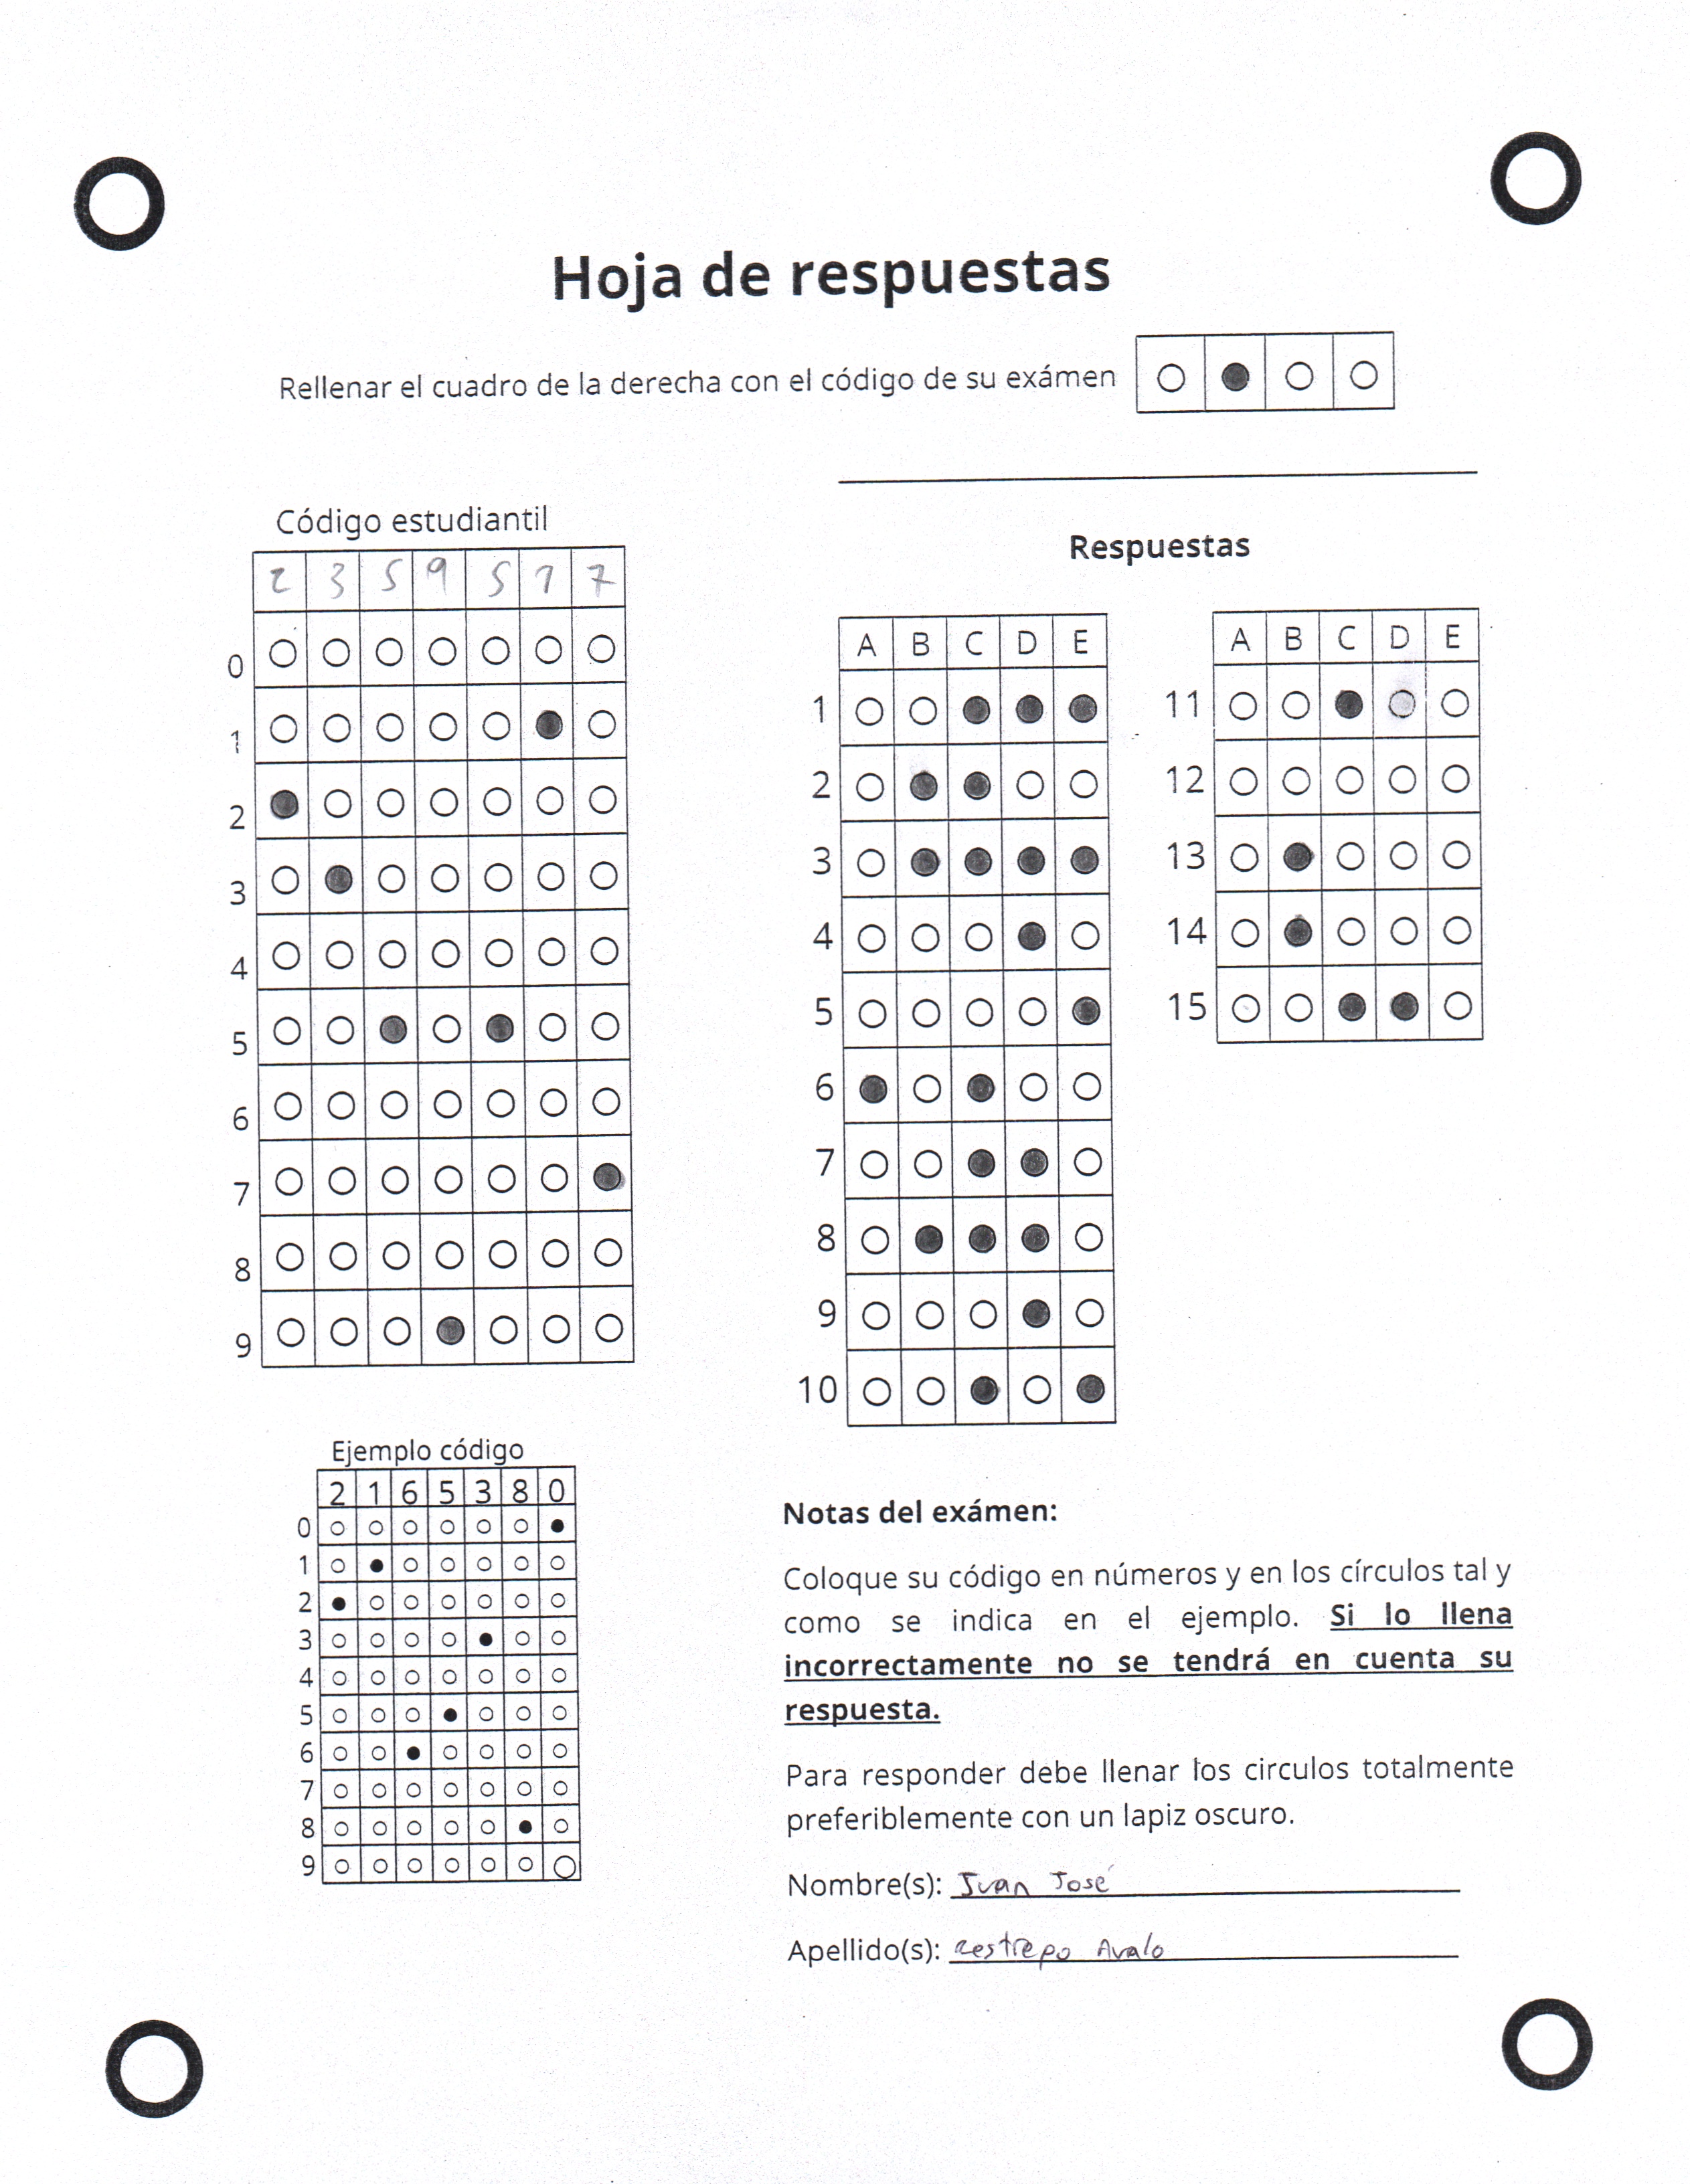 Hoja de respuestas
Rellenar el cuadro de la derecha con el código de su exámen
Código estudiantil
2 3 5 9 5 1 7
0
1
2
3
4
5
6
7
8
9
Respuestas
A B C D E
1
2
3
4
5
6
7
8
9
10
A B C D E
11
12
13
14
15
Ejemplo código
2 1 6 5 3 8 0
0
1
2
3
4
5
6
7
8
9
Notas del exámen:
Coloque su código en números y en los círculos tal y
como se indica en el ejemplo. Si lo llena
incorrectamente no se tendrá en cuenta su
respuesta.
Para responder debe llenar los circulos totalmente
preferiblemente con un lapiz oscuro.
Nombre(s): Juan José
Apellido(s): Restrepo Avalo